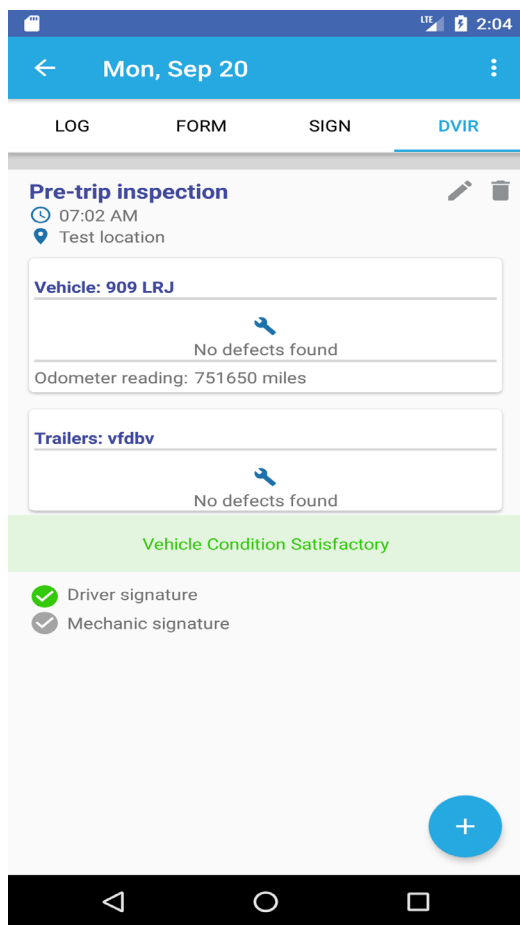 LTE 2:04
Mon, Sep 20
LOG FORM SIGN DVIR
Pre-trip inspection
07:02 AM
Test location
Vehicle: 909 LRJ
No defects found
Odometer reading: 751650 miles
Trailers: vfdbv
No defects found
Vehicle Condition Satisfactory
Driver signature
Mechanic signature